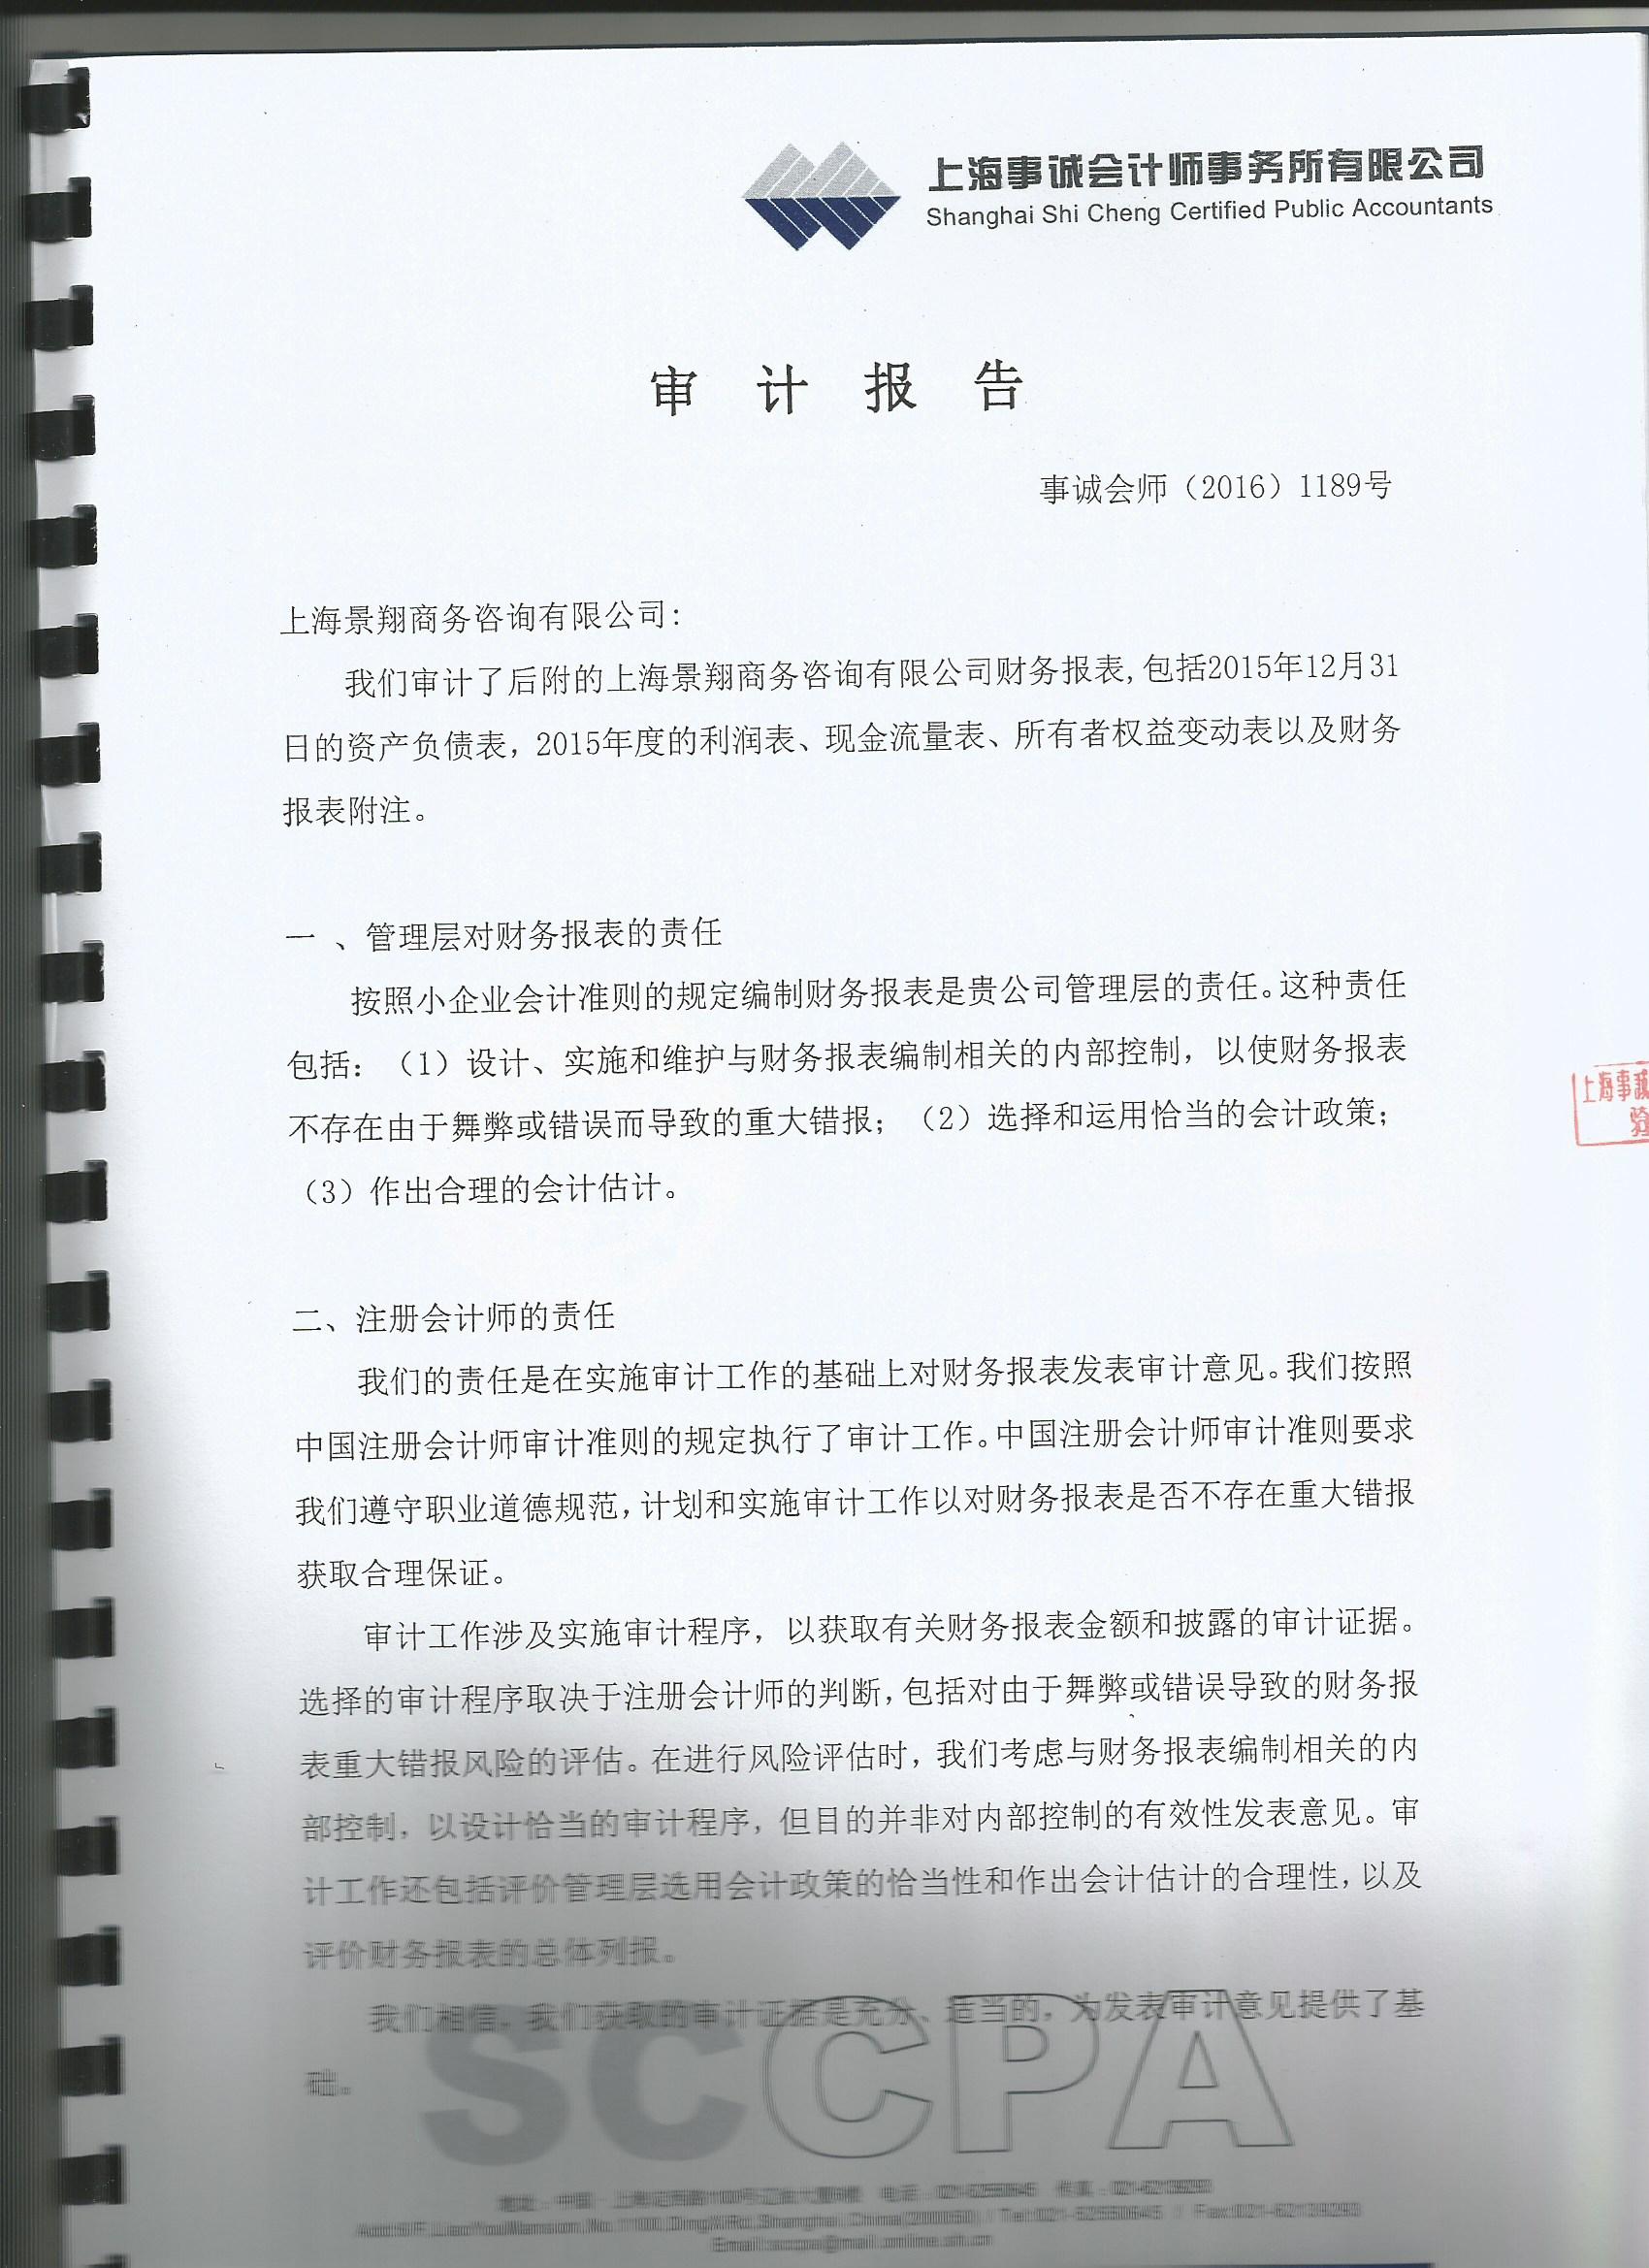 上海事诚会计师事务所有限公司
Shanghai Shi Cheng Certified Public Accountants
审 计 报 告
事诚会师（2016）1189号
上海景翔商务咨询有限公司：
我们审计了后附的上海景翔商务咨询有限公司财务报表,包括2015年12月31
日的资产负债表，2015年度的利润表、现金流量表、所有者权益变动表以及财务
报表附注。
一 、管理层对财务报表的责任
按照小企业会计准则的规定编制财务报表是贵公司管理层的责任。这种责任
包括：（1）设计、实施和维护与财务报表编制相关的内部控制，以使财务报表
不存在由于舞弊或错误而导致的重大错报；（2）选择和运用恰当的会计政策；
（3）作出合理的会计估计。
上海事诚
二、注册会计师的责任
我们的责任是在实施审计工作的基础上对财务报表发表审计意见。我们按照
中国注册会计师审计准则的规定执行了审计工作。中国注册会计师审计准则要求
我们遵守职业道德规范，计划和实施审计工作以对财务报表是否不存在重大错报
获取合理保证。
审计工作涉及实施审计程序，以获取有关财务报表金额和披露的审计证据。
选择的审计程序取决于注册会计师的判断，包括对由于舞弊或错误导致的财务报
表重大错报风险的评估。在进行风险评估时，我们考虑与财务报表编制相关的内
部控制，以设计恰当的审计程序，但目的并非对内部控制的有效性发表意见。审
计工作还包括评价管理层选用会计政策的恰当性和作出会计估计的合理性，以及
评价财务报表的总体列报。
我们相信，我们获取的审计证据是充分、适当的，为发表审计意见提供了基
础。
SCCPA